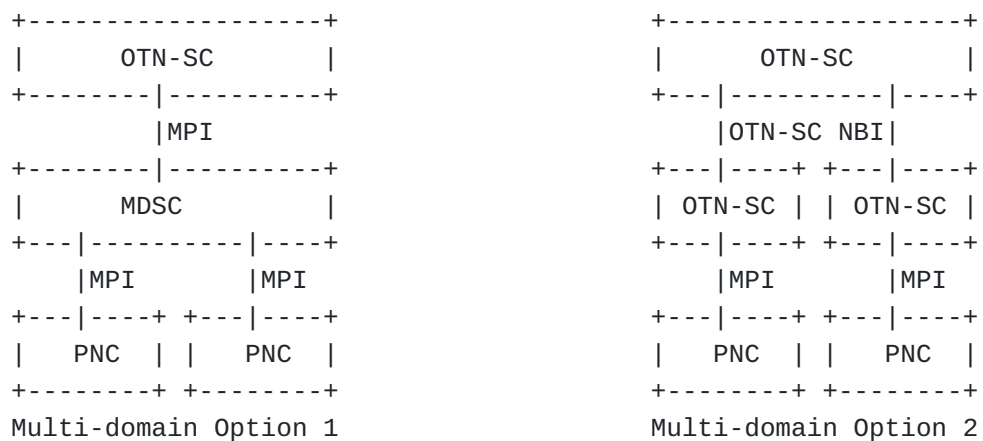 +-------------------+                   +-------------------+
|      OTN-SC       |                   |      OTN-SC       |
+--------|----------+                   +---|----------|----+
         |MPI                               |OTN-SC NBI|
+--------|----------+                   +---|----+ +---|----+
|      MDSC         |                   | OTN-SC | | OTN-SC |
+---|----------|----+                   +---|----+ +---|----+
    |MPI       |MPI                         |MPI       |MPI
+---|----+ +---|----+                   +---|----+ +---|----+
|   PNC  | |   PNC  |                   |   PNC  | |   PNC  |
+--------+ +--------+                   +--------+ +--------+
Multi-domain Option 1                   Multi-domain Option 2